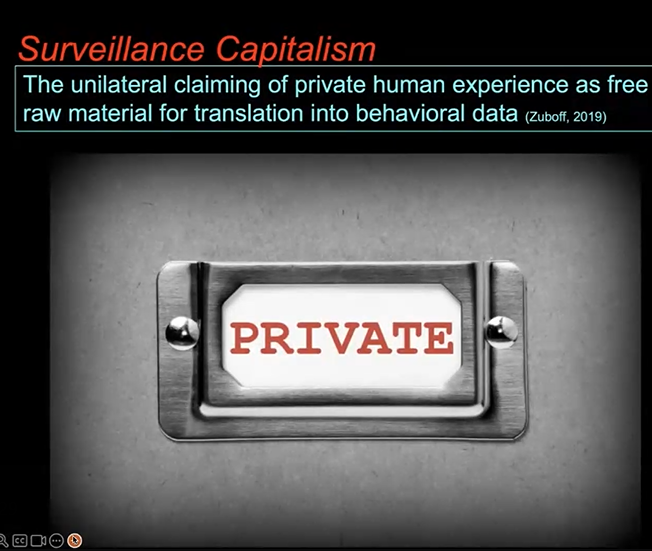 Surveillance Capitalism
The unilateral claiming of private human experience as free
raw material for translation into behavioral data (Zuboff, 2019)
PRIVATE
CC